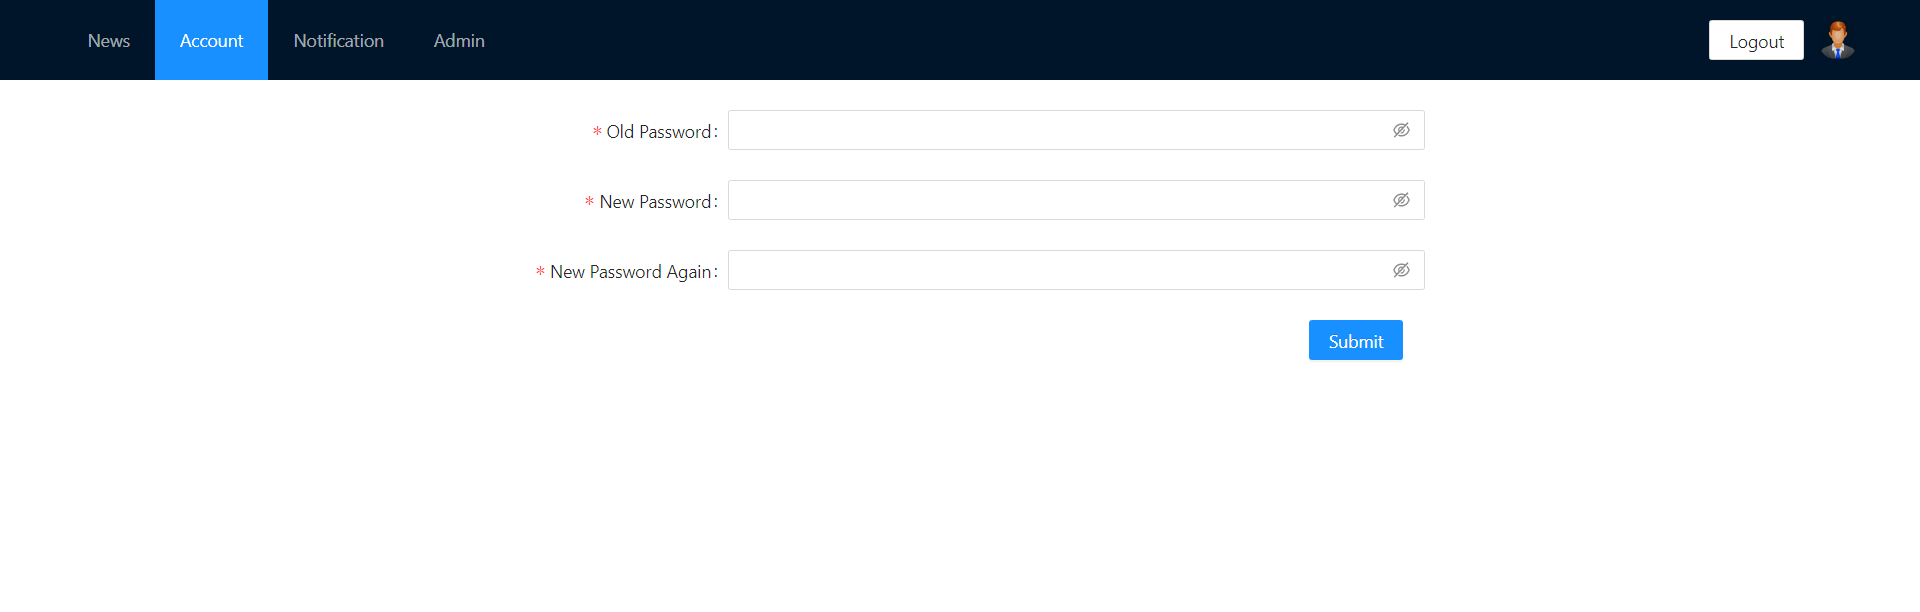 News Account Notification Admin Logout
* Old Password:
* New Password:
* New Password Again:
Submit